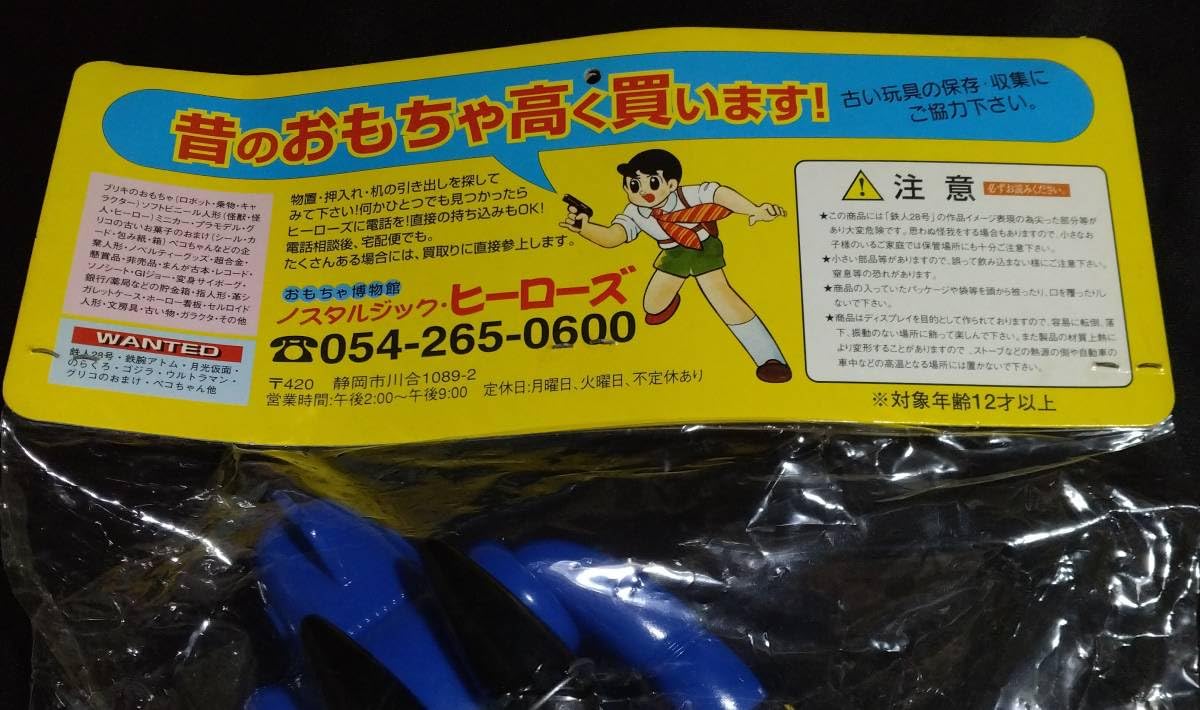 昔のおもちゃ高く買います!
古い玩具の保存・収集に
ご協力下さい。
ブリキのおもちゃ(ロボット・乗物・キャ
ラクター)ソフトビニール人形(怪獣・怪
人・ヒーロー)ミニカー・プラモデル・グ
リコの古いお菓子のおまけ(シール・カ
ード・包み紙・箱)ペコちゃんなどの企
業人形・ノベルティーグッズ・超合金・
懸賞品・非売品・まんが古本・レコード・
ソノシート・GIジョー・変身サイボーグ・
銀行/薬局などの貯金箱・指人形・革シ
ガレットケース・ホーロー看板・セルロイド
人形・文房具・古い物・ガラクタ・その他
WANTED
鉄人28号・鉄腕アトム・月光仮面・
のらくろ・ゴジラ・ウルトラマン・
グリコのおまけ・ペコちゃん他
物置・押入れ・机の引き出しを探して
みて下さい!何かひとつでも見つかったら
ヒーローズに電話を!直接の持ち込みもOK!
電話相談後、宅配便でも。
たくさんある場合には、買取りに直接参上します。
おもちゃ博物館
ノスタルジック・ヒーローズ
☎054-265-0600
〒420 静岡市川合1089-2
営業時間:午後2:00〜午後9:00 定休日:月曜日、火曜日、不定休あり
注意 必ずお読みください。
★この商品には「鉄人28号」の作品イメージ表現の為尖った部分等が
あり大変危険です。思わぬ怪我をする場合もありますので、小さなお
子様のいるご家庭では保管場所にも十分ご注意下さい。
★小さい部品等がありますので、誤って飲み込まない様にご注意下さい。
窒息等の恐れがあります。
★商品の入っていたパッケージや袋等を頭から被ったり、口を覆ったりし
ないで下さい。
★商品はディスプレイを目的として作られておりますので、容易に転倒、落
下、振動のない場所に飾って楽しんで下さい。また製品の材質上熱に
より変形することがありますので、ストーブなどの熱源の側や自動車の
車中などの高温となる場所には置かないで下さい。
※対象年齢12才以上